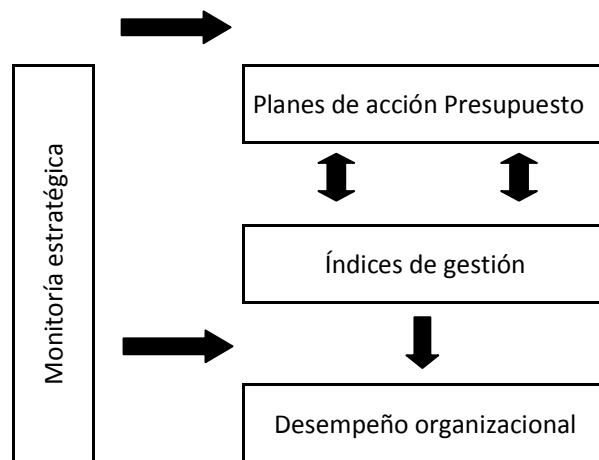 Monitoría estratégica
Planes de acción Presupuesto
Índices de gestión
Desempeño organizacional